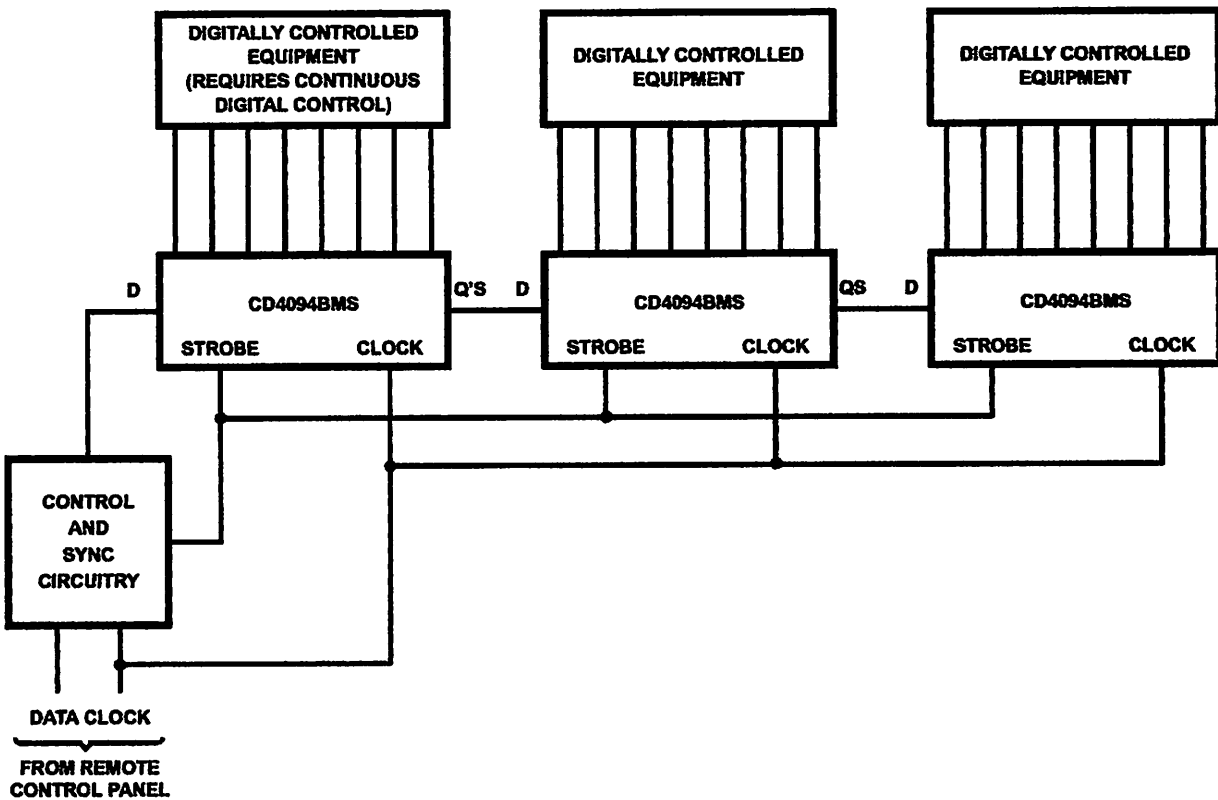 DIGITALLY CONTROLLED
EQUIPMENT
(REQUIRES CONTINUOUS
DIGITAL CONTROL)
DIGITALLY CONTROLLED
EQUIPMENT
DIGITALLY CONTROLLED
EQUIPMENT
D
CD4094BMS
STROBE
CLOCK
Q'S
D
CD4094BMS
STROBE
CLOCK
QS
D
CD4094BMS
STROBE
CLOCK
CONTROL
AND
SYNC
CIRCUITRY
DATA CLOCK
FROM REMOTE
CONTROL PANEL